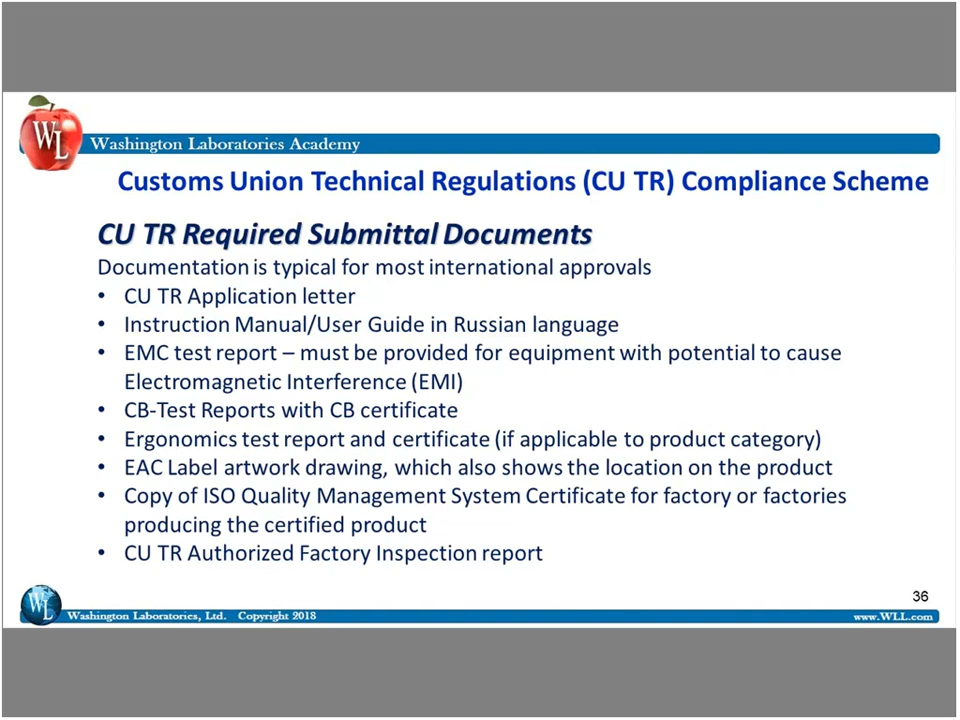 WL
Washington Laboratories Academy
Customs Union Technical Regulations (CU TR) Compliance Scheme
CU TR Required Submittal Documents
Documentation is typical for most international approvals
• CU TR Application letter
• Instruction Manual/User Guide in Russian language
• EMC test report – must be provided for equipment with potential to cause
Electromagnetic Interference (EMI)
• CB-Test Reports with CB certificate
• Ergonomics test report and certificate (if applicable to product category)
• EAC Label artwork drawing, which also shows the location on the product
• Copy of ISO Quality Management System Certificate for factory or factories
producing the certified product
• CU TR Authorized Factory Inspection report
36
WL
Washington Laboratories, Ltd. Copyright 2018
www.WLL.com